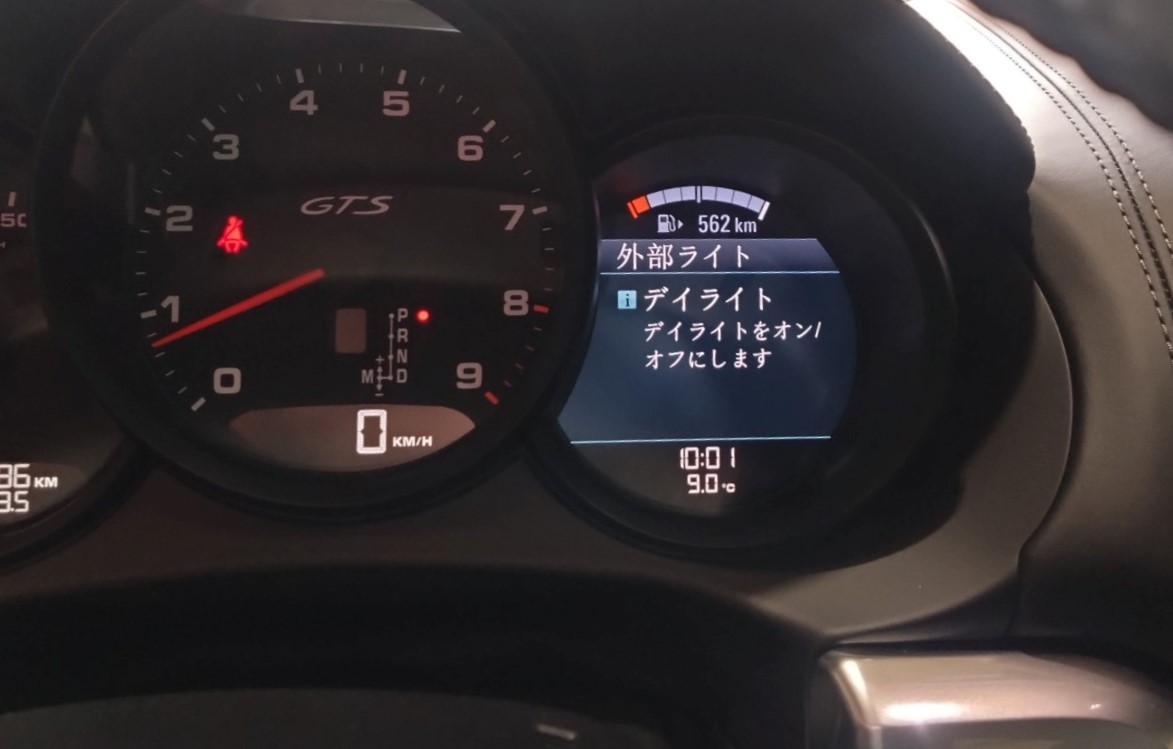 4
5
3
6
2
7
1
8
0
9
GTS
P
R
N
M D
0 KM/H
KM
562 km
外部ライト
i デイライト
デイライトをオン/
オフにします
10:01
9.0°C